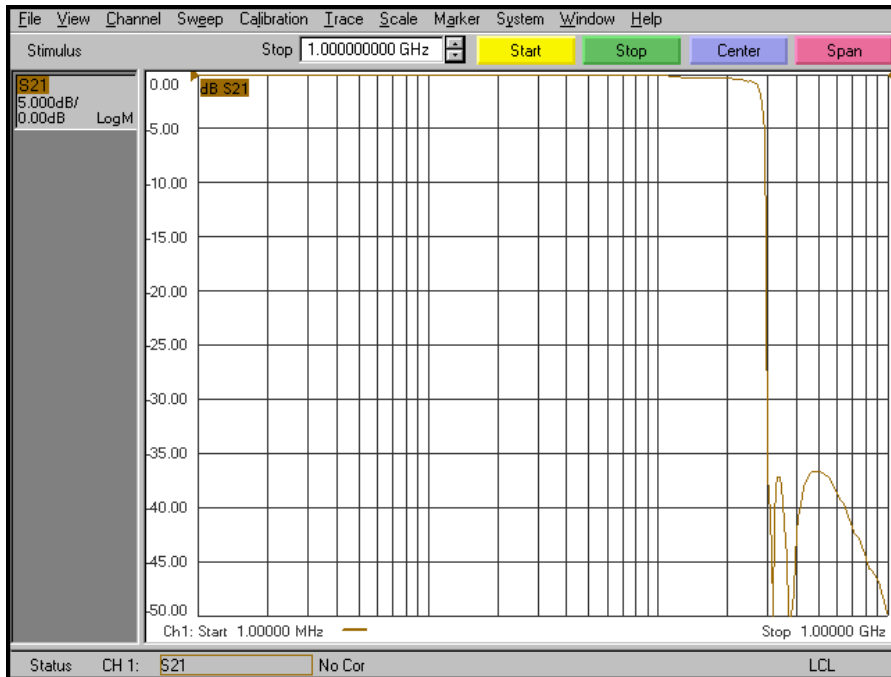 File View Channel Sweep Calibration Trace Scale Marker System Window Help
Stimulus Stop 1.000000000 GHz Start Stop Center Span
S21
5.000dB/
0.00dB LogM
dB S21
0.00
-5.00
-10.00
-15.00
-20.00
-25.00
-30.00
-35.00
-40.00
-45.00
-50.00
Ch1: Start 1.00000 MHz Stop 1.00000 GHz
Status CH 1: S21 No Cor LCL